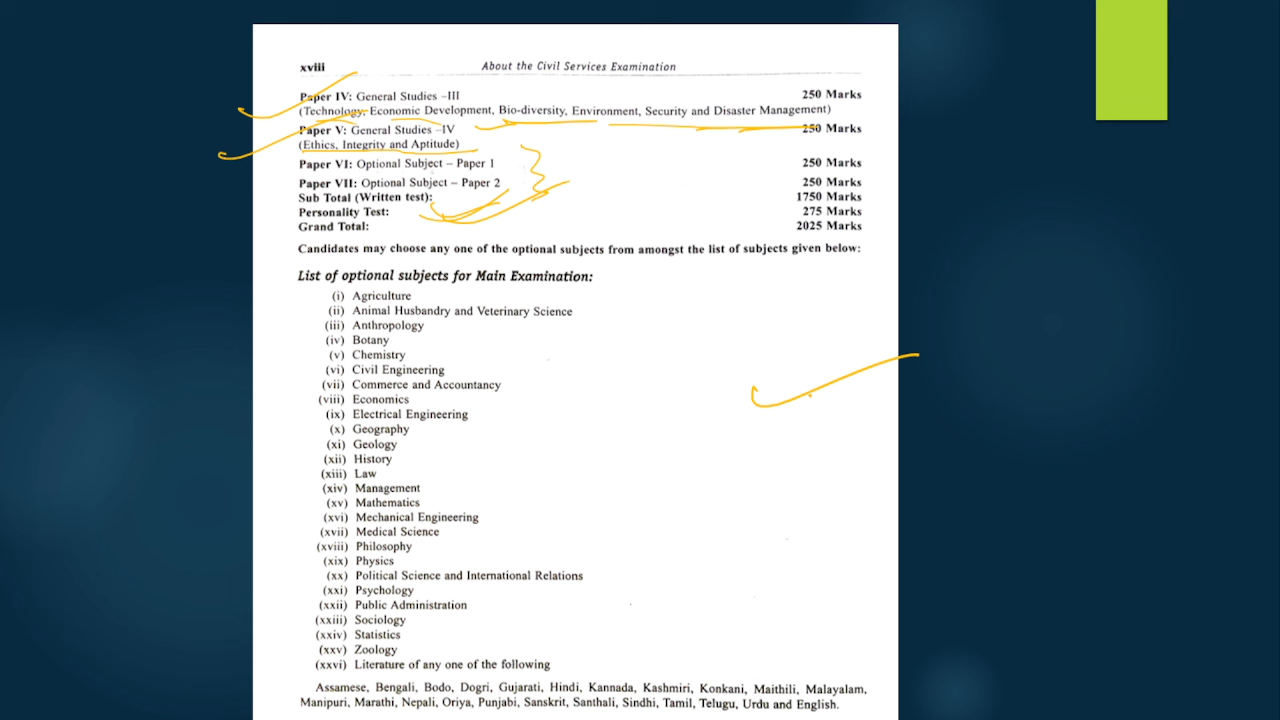 xviii About the Civil Services Examination
Paper IV: General Studies –III 250 Marks
(Technology, Economic Development, Bio-diversity, Environment, Security and Disaster Management)
Paper V: General Studies –IV 250 Marks
(Ethics, Integrity and Aptitude)
Paper VI: Optional Subject – Paper 1 250 Marks
Paper VII: Optional Subject – Paper 2 250 Marks
Sub Total (Written test): 1750 Marks
Personality Test: 275 Marks
Grand Total: 2025 Marks
Candidates may choose any one of the optional subjects from amongst the list of subjects given below:
List of optional subjects for Main Examination:
(i) Agriculture
(ii) Animal Husbandry and Veterinary Science
(iii) Anthropology
(iv) Botany
(v) Chemistry
(vi) Civil Engineering
(vii) Commerce and Accountancy
(viii) Economics
(ix) Electrical Engineering
(x) Geography
(xi) Geology
(xii) History
(xiii) Law
(xiv) Management
(xv) Mathematics
(xvi) Mechanical Engineering
(xvii) Medical Science
(xviii) Philosophy
(xix) Physics
(xx) Political Science and International Relations
(xxi) Psychology
(xxii) Public Administration
(xxiii) Sociology
(xxiv) Statistics
(xxv) Zoology
(xxvi) Literature of any one of the following
Assamese, Bengali, Bodo, Dogri, Gujarati, Hindi, Kannada, Kashmiri, Konkani, Maithili, Malayalam,
Manipuri, Marathi, Nepali, Oriya, Punjabi, Sanskrit, Santhali, Sindhi, Tamil, Telugu, Urdu and English.